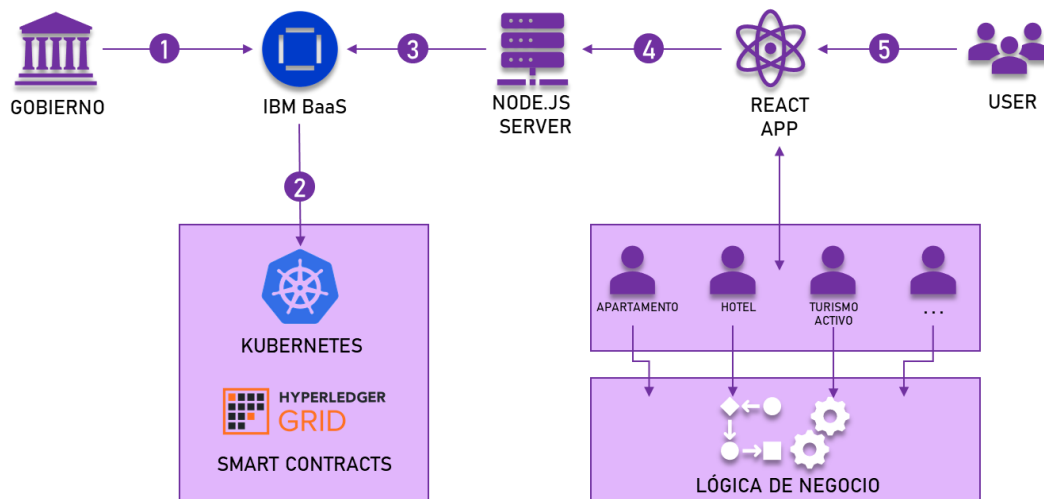 1
3
4
5
GOBIERNO
IBM BaaS
NODE.JS
SERVER
REACT
APP
USER
2
KUBERNETES
HYPERLEDGER
GRID
SMART CONTRACTS
APARTAMENTO
HOTEL
TURISMO
ACTIVO
...
LÓGICA DE NEGOCIO